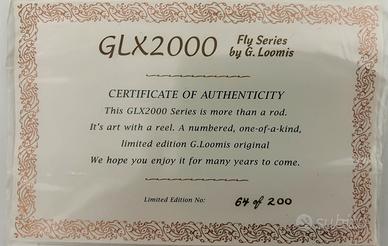 GLX2000 Fly Series
by G. Loomis
CERTIFICATE OF AUTHENTICITY
This GLX2000 Series is more than a rod.
It's art with a reel. A numbered, one-of-a-kind,
limited edition G.Loomis original
We hope you enjoy it for many years to come.
Limited Edition No: 64 of 200
subito